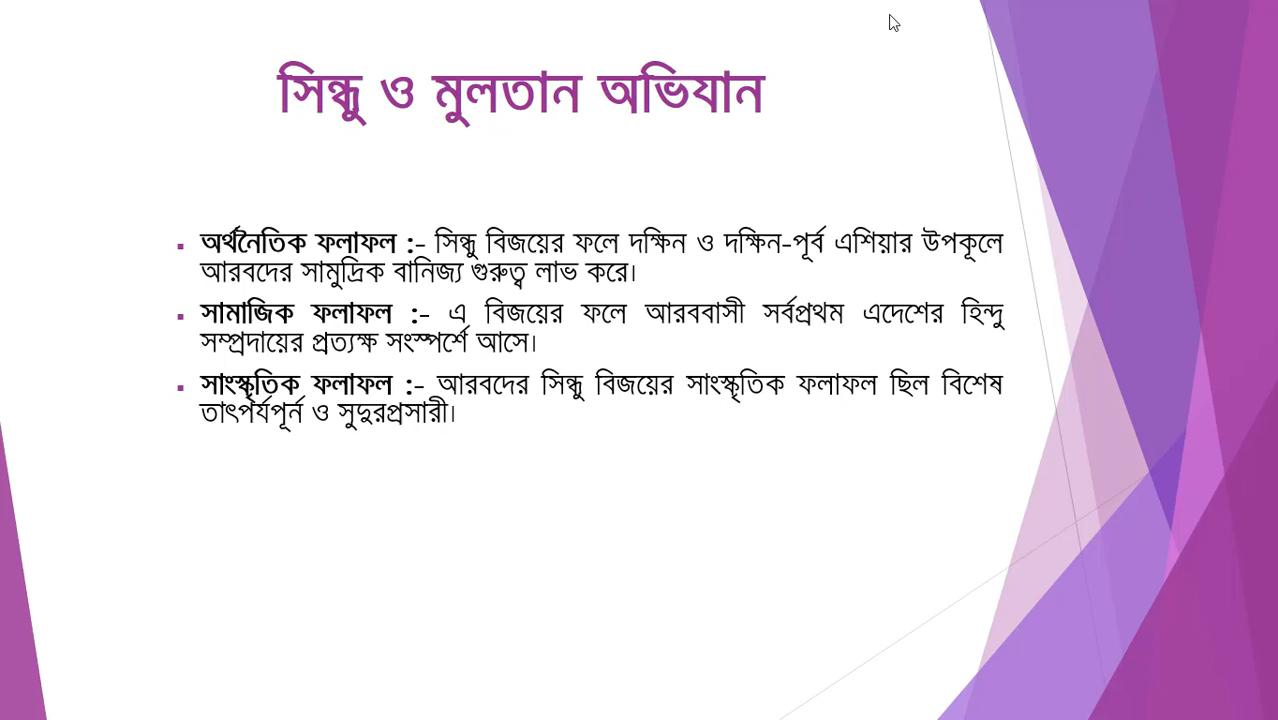 সিন্ধু ও মুলতান অভিযান
অর্থনৈতিক ফলাফল :- সিন্ধু বিজয়ের ফলে দক্ষিন ও দক্ষিন-পূর্ব এশিয়ার উপকূলে
আরবদের সামুদ্রিক বানিজ্য গুরুত্ব লাভ করে।
সামাজিক ফলাফল :- এ বিজয়ের ফলে আরববাসী সর্বপ্রথম এদেশের হিন্দু
সম্প্রদায়ের প্রত্যক্ষ সংস্পর্শে আসে।
সাংস্কৃতিক ফলাফল :- আরবদের সিন্ধু বিজয়ের সাংস্কৃতিক ফলাফল ছিল বিশেষ
তাৎপর্যপূর্ন ও সুদুরপ্রসারী।